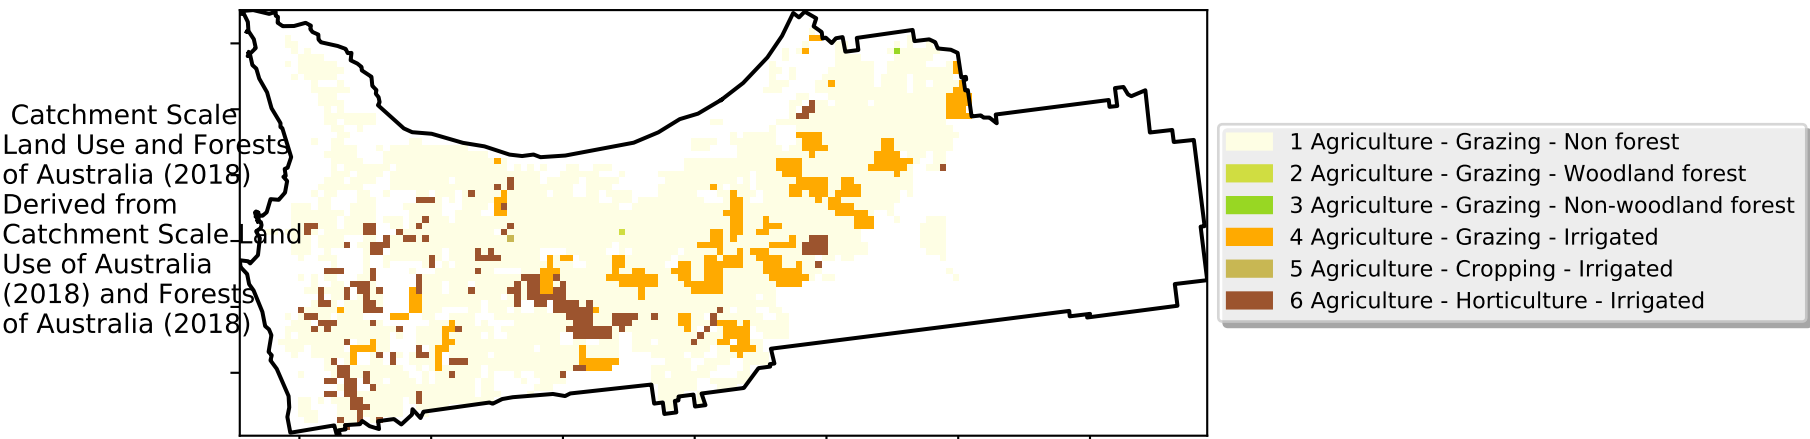 Catchment Scale
Land Use and Forests
of Australia (2018)
Derived from
Catchment Scale Land
Use of Australia
(2018) and Forests
of Australia (2018)
1 Agriculture - Grazing - Non forest
2 Agriculture - Grazing - Woodland forest
3 Agriculture - Grazing - Non-woodland forest
4 Agriculture - Grazing - Irrigated
5 Agriculture - Cropping - Irrigated
6 Agriculture - Horticulture - Irrigated